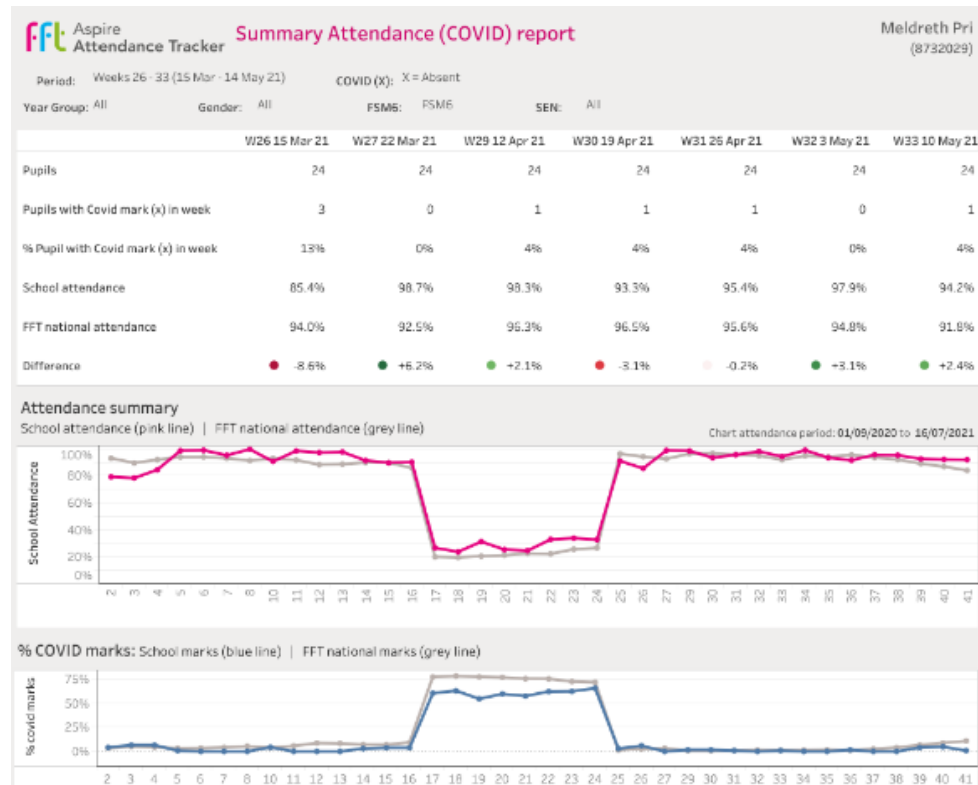 fft Aspire Attendance Tracker Summary Attendance (COVID) report Meldreth Pri
(8732029)
Period: Weeks 26 - 33 (15 Mar - 14 May 21) COVID (X): X = Absent
Year Group: All Gender: All FSM6: FSM6 SEN: All
W26 15 Mar 21 W27 22 Mar 21 W29 12 Apr 21 W30 19 Apr 21 W31 26 Apr 21 W32 3 May 21 W33 10 May 21
Pupils 24 24 24 24 24 24 24
Pupils with Covid mark (x) in week 3 0 1 1 1 0 1
% Pupil with Covid mark (x) in week 13% 0% 4% 4% 4% 0% 4%
School attendance 85.4% 98.7% 98.3% 93.3% 95.4% 97.9% 94.2%
FFT national attendance 94.0% 92.5% 96.3% 96.5% 95.6% 94.8% 91.8%
Difference -8.6% +6.2% +2.1% -3.1% -0.2% +3.1% +2.4%
Attendance summary
School attendance (pink line) | FFT national attendance (grey line) Chart attendance period: 01/09/2020 to 16/07/2021
School Attendance
100%
80%
60%
40%
20%
0%
2 3 4 5 6 7 8 10 11 12 13 14 15 16 17 18 19 20 21 22 23 24 25 26 27 29 30 31 32 33 34 35 36 37 38 39 40 41
% COVID marks: School marks (blue line) | FFT national marks (grey line)
% covid marks
75%
50%
25%
0%
2 3 4 5 6 7 8 10 11 12 13 14 15 16 17 18 19 20 21 22 23 24 25 26 27 29 30 31 32 33 34 35 36 37 38 39 40 41